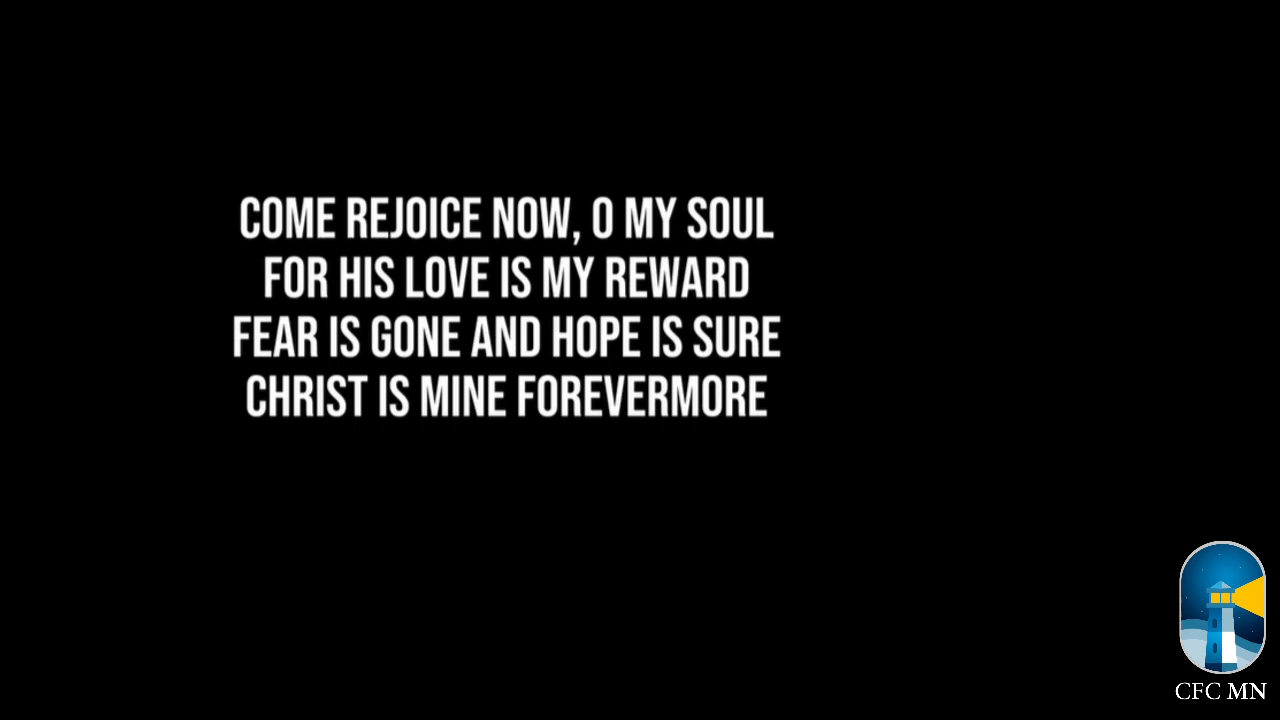 COME REJOICE NOW, O MY SOUL
FOR HIS LOVE IS MY REWARD
FEAR IS GONE AND HOPE IS SURE
CHRIST IS MINE FOREVERMORE
CFC MN